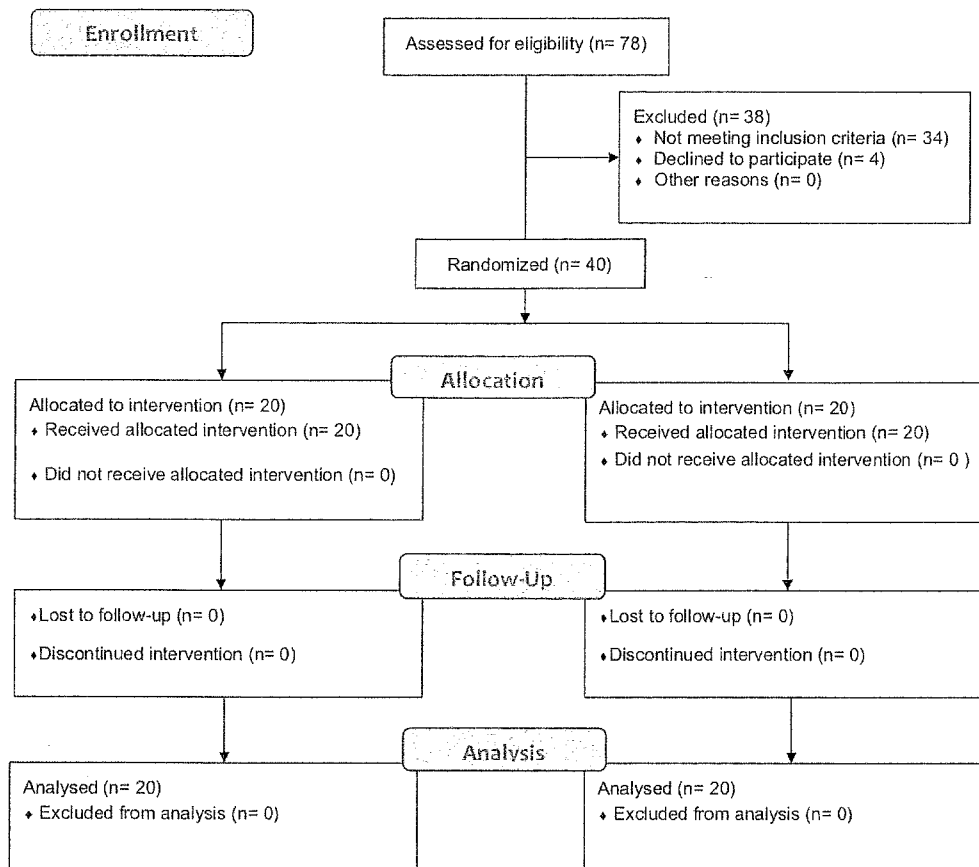 Enrollment
Assessed for eligibility (n= 78)
Excluded (n= 38)
♦ Not meeting inclusion criteria (n= 34)
♦ Declined to participate (n= 4)
♦ Other reasons (n= 0)
Randomized (n= 40)
Allocation
Allocated to intervention (n= 20)
♦ Received allocated intervention (n= 20)
♦ Did not receive allocated intervention (n= 0)
Allocated to intervention (n= 20)
♦ Received allocated intervention (n= 20)
♦ Did not receive allocated intervention (n= 0 )
Follow-Up
♦Lost to follow-up (n= 0)
♦Discontinued intervention (n= 0)
♦Lost to follow-up (n= 0)
♦Discontinued intervention (n= 0)
Analysis
Analysed (n= 20)
♦ Excluded from analysis (n= 0)
Analysed (n= 20)
♦ Excluded from analysis (n= 0)